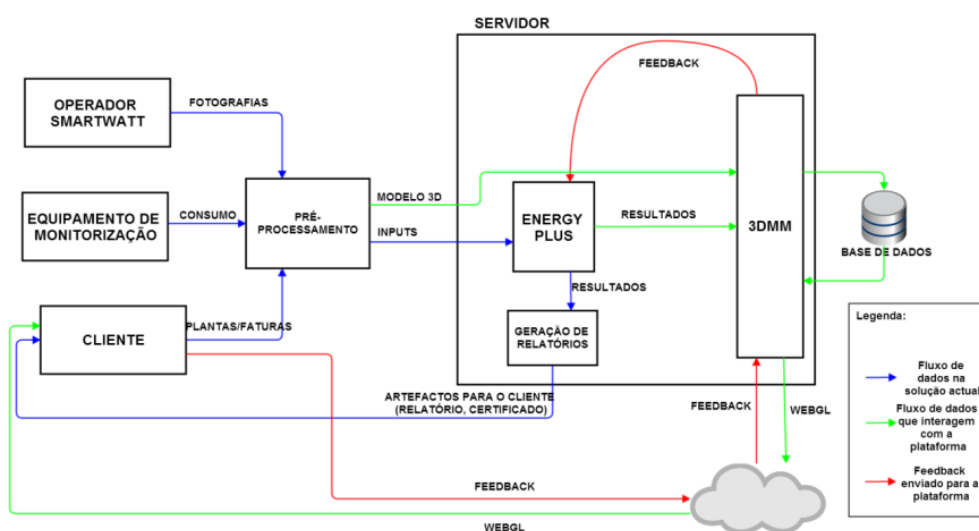 SERVIDOR
FEEDBACK
OPERADOR
SMARTWATT
FOTOGRAFIAS
EQUIPAMENTO DE
MONITORIZAÇÃO
CONSUMO
PRÉ-
PROCESSAMENTO
MODELO 3D
INPUTS
ENERGY
PLUS
RESULTADOS
3DMM
BASE DE DADOS
RESULTADOS
GERAÇÃO DE
RELATÓRIOS
CLIENTE
PLANTAS/FATURAS
ARTEFACTOS PARA O CLIENTE
(RELATÓRIO, CERTIFICADO)
FEEDBACK
WEBGL
FEEDBACK
WEBGL
Legenda:
Fluxo de
dados na
solução actual
Fluxo de dados
que interagem
com a
plataforma
Feedback
enviado para a
plataforma